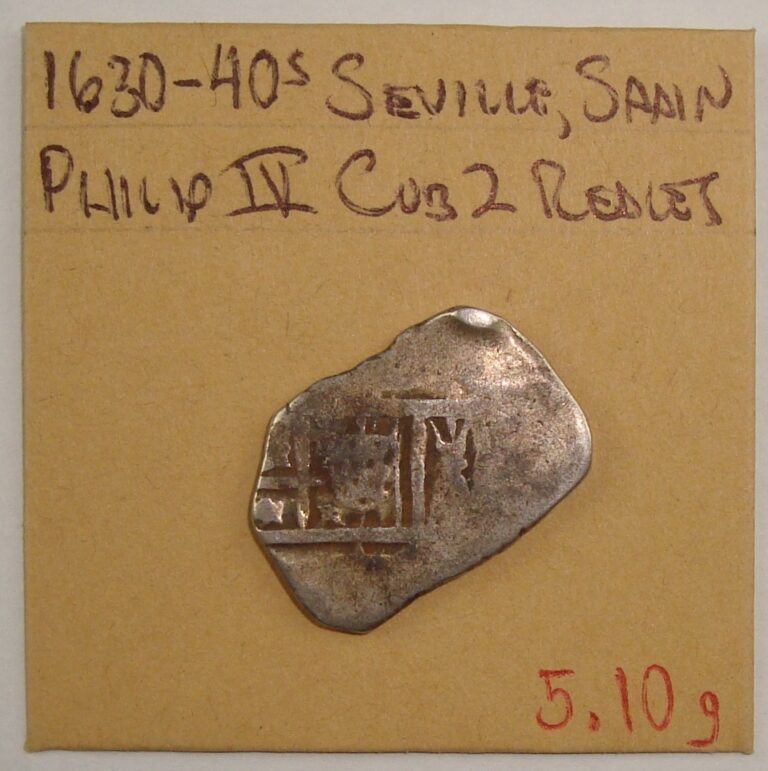 1630-40s Seville, Spain
Philip IV Cob 2 Reales
5.10g